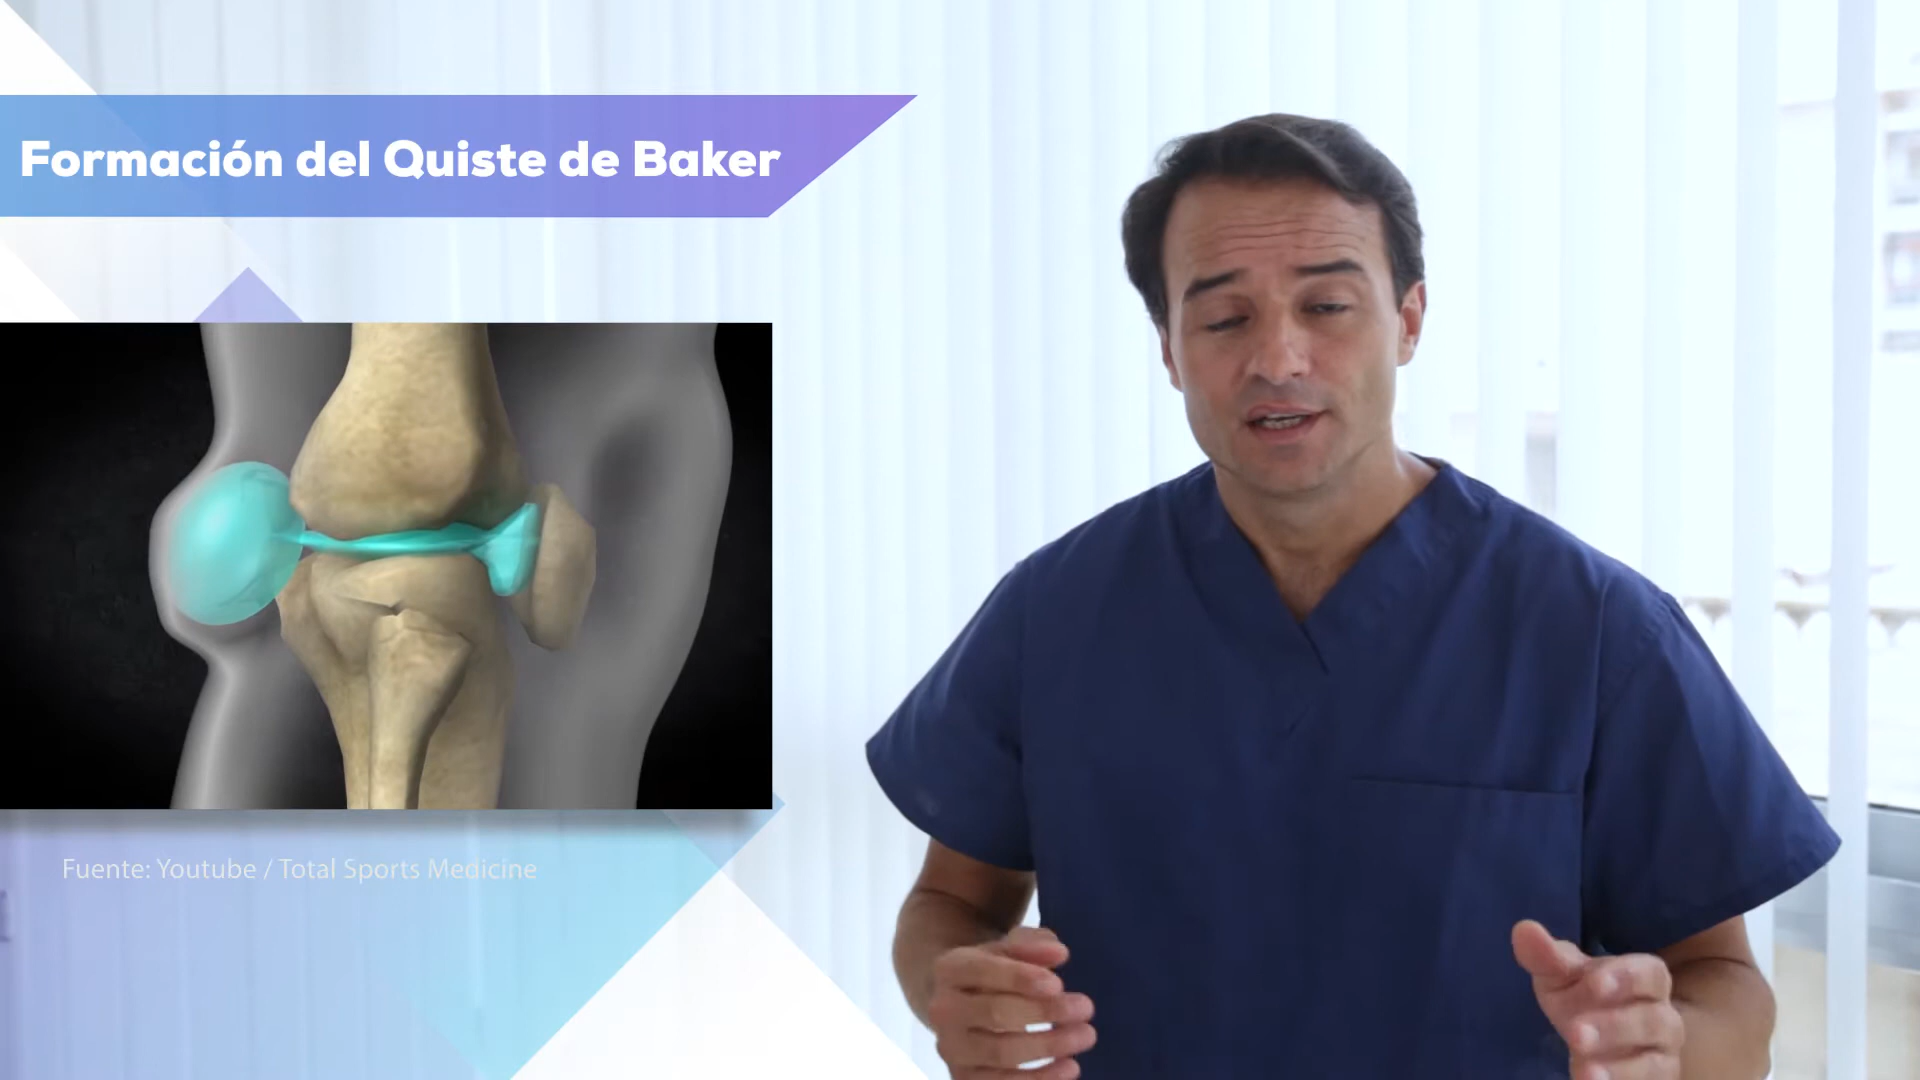 Formación del Quiste de Baker
Fuente: Youtube / Total Sports Medicine